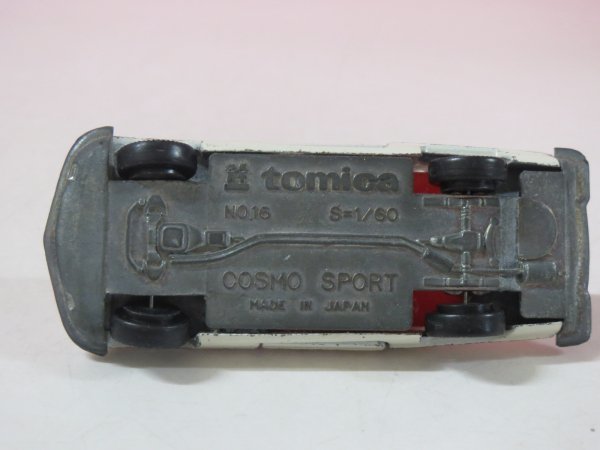 tomica
NO.16 S=1/60
COSMO SPORT
MADE IN JAPAN